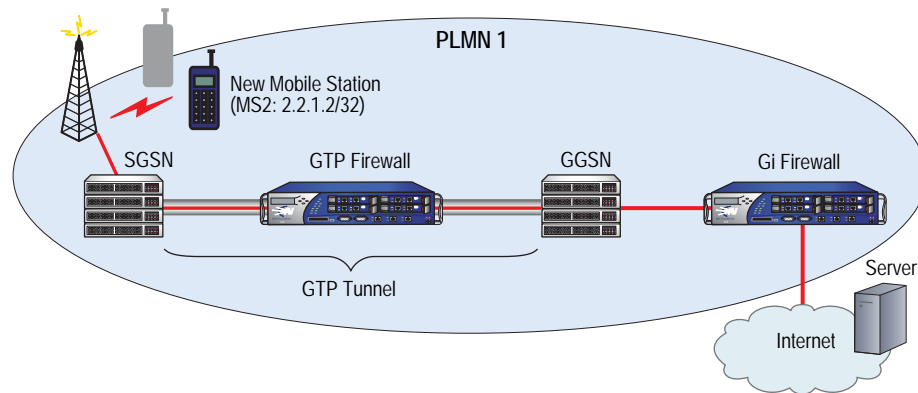 PLMN 1
New Mobile Station
(MS2: 2.2.1.2/32)
SGSN
GTP Firewall
GGSN
Gi Firewall
GTP Tunnel
Server
Internet